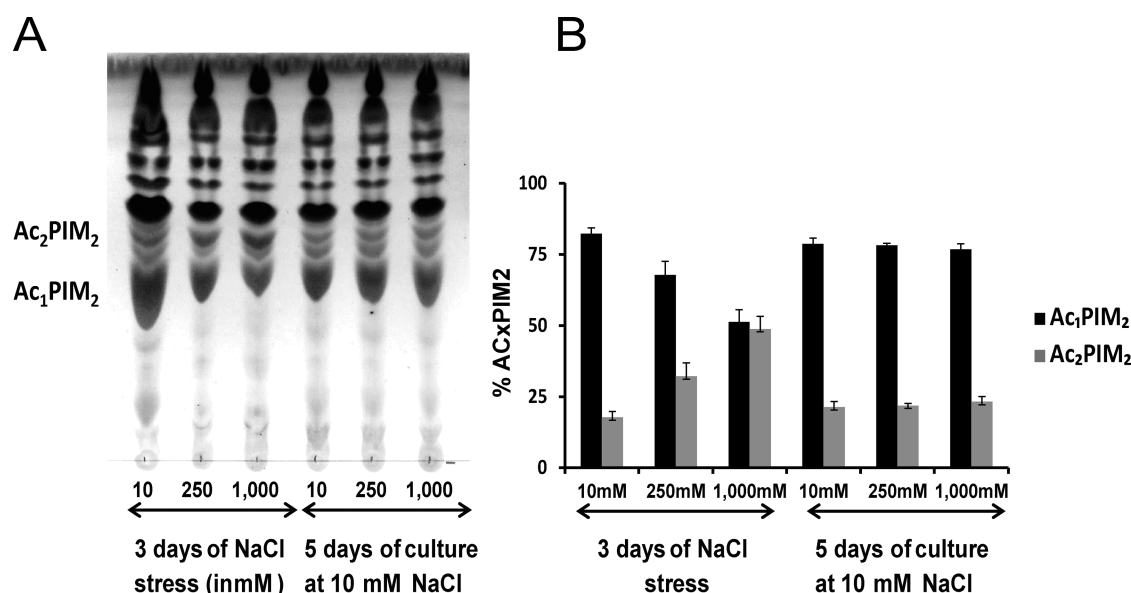 A
B
Ac₂PIM₂
Ac₁PIM₂
10 250 1,000 10 250 1,000
3 days of NaCl
stress (inmM )
5 days of culture
at 10 mM NaCl
% ACxPIM2
100
75
50
25
0
10mM 250mM 1,000mM 10mM 250mM 1,000mM
3 days of NaCl
stress
5 days of culture
at 10 mM NaCl
Ac₁PIM₂
Ac₂PIM₂